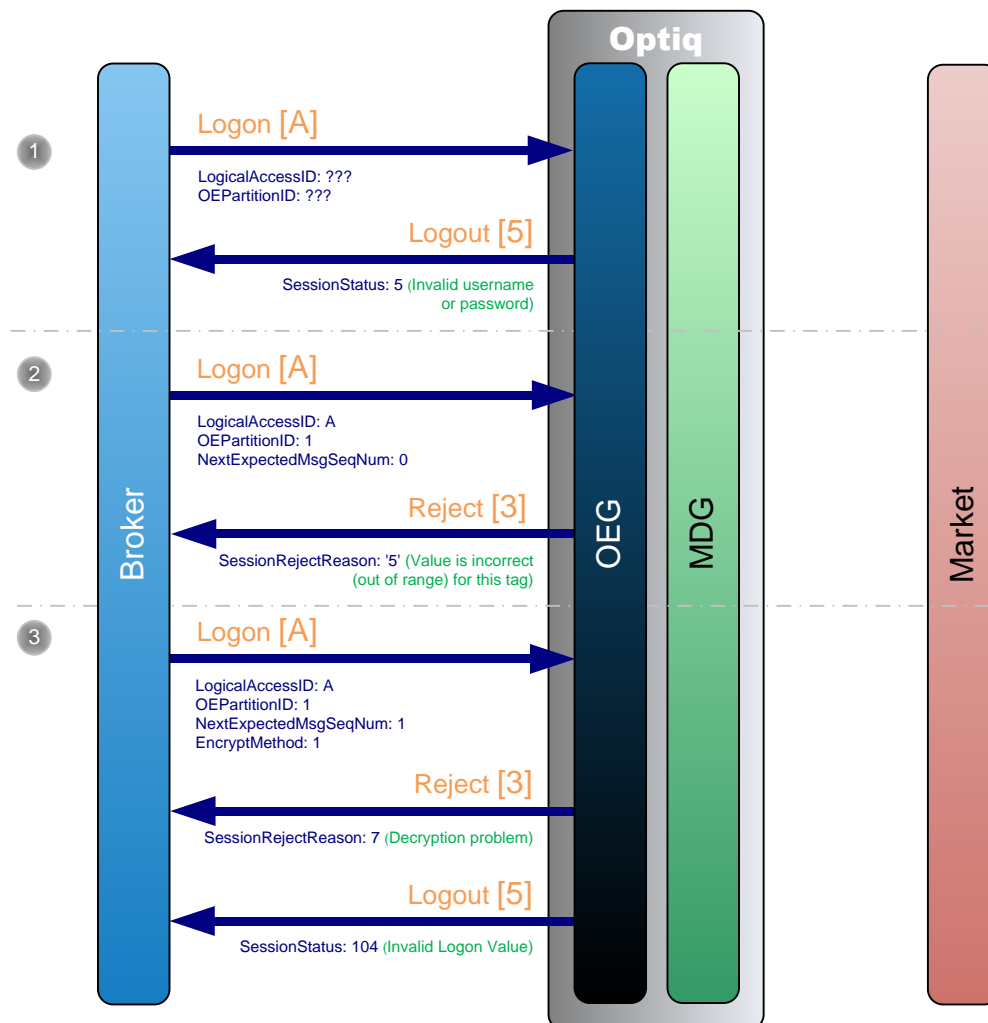 Optiq
1
Logon [A]
LogicalAccessID: ???
OEPartitionID: ???
Logout [5]
SessionStatus: 5 (Invalid username
or password)
2
Logon [A]
LogicalAccessID: A
OEPartitionID: 1
NextExpectedMsgSeqNum: 0
Reject [3]
SessionRejectReason: '5' (Value is incorrect
(out of range) for this tag)
Broker
OEG
MDG
Market
3
Logon [A]
LogicalAccessID: A
OEPartitionID: 1
NextExpectedMsgSeqNum: 1
EncryptMethod: 1
Reject [3]
SessionRejectReason: 7 (Decryption problem)
Logout [5]
SessionStatus: 104 (Invalid Logon Value)